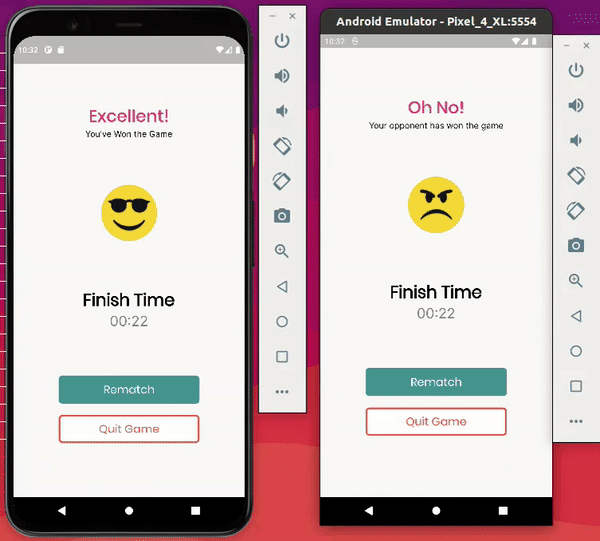 10:32
Excellent!
You've Won the Game
Finish Time
00:22
Rematch
Quit Game
Android Emulator - Pixel_4_XL:5554
10:32
Oh No!
Your opponent has won the game
Finish Time
00:22
Rematch
Quit Game